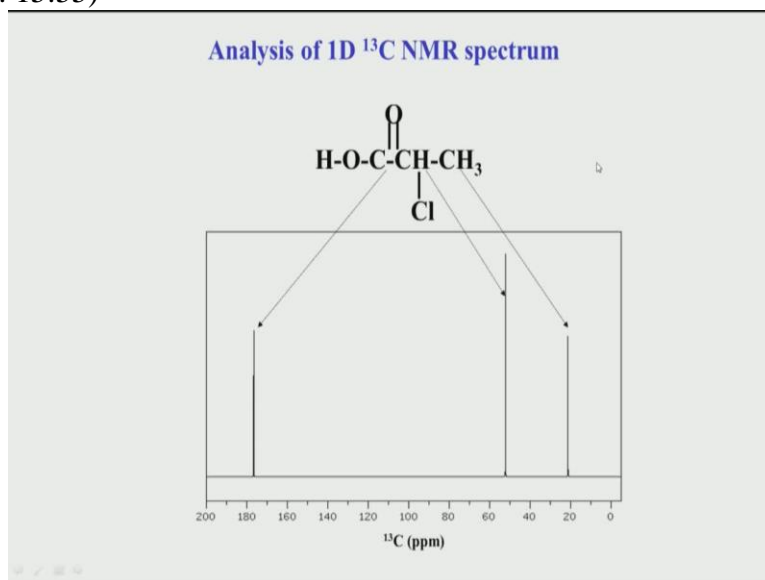 Analysis of 1D ¹³C NMR spectrum
O
H-O-C-CH-CH₃
Cl
200 180 160 140 120 100 80 60 40 20 0
¹³C (ppm)